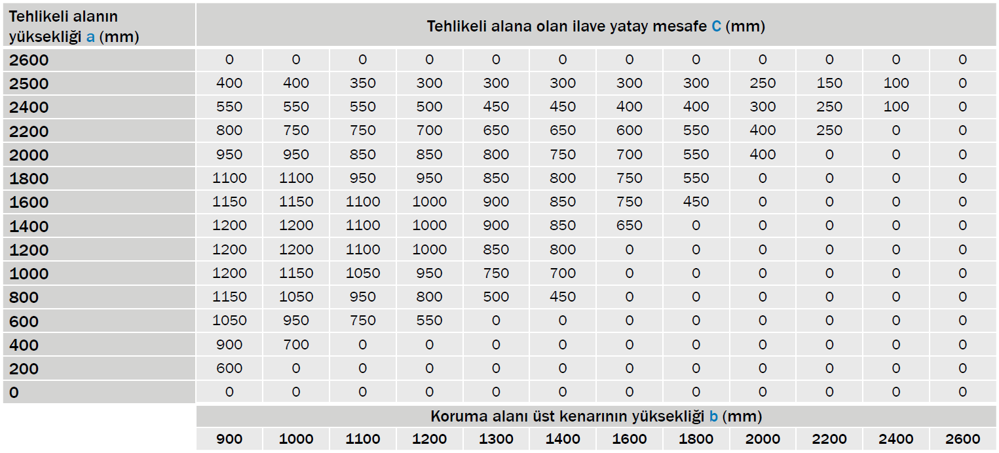 Tehlikeli alanın
yüksekliği a (mm)
Tehlikeli alana olan ilave yatay mesafe C (mm)
2600 0 0 0 0 0 0 0 0 0 0 0 0
2500 400 400 350 300 300 300 300 300 250 150 100 0
2400 550 550 550 500 450 450 400 400 300 250 100 0
2200 800 750 750 700 650 650 600 550 400 250 0 0
2000 950 950 850 850 800 750 700 550 400 0 0 0
1800 1100 1100 950 950 850 800 750 550 0 0 0 0
1600 1150 1150 1100 1000 900 850 750 450 0 0 0 0
1400 1200 1200 1100 1000 900 850 650 0 0 0 0 0
1200 1200 1200 1100 1000 850 800 0 0 0 0 0 0
1000 1200 1150 1050 950 750 700 0 0 0 0 0 0
800 1150 1050 950 800 500 450 0 0 0 0 0 0
600 1050 950 750 550 0 0 0 0 0 0 0 0
400 900 700 0 0 0 0 0 0 0 0 0 0
200 600 0 0 0 0 0 0 0 0 0 0 0
0 0 0 0 0 0 0 0 0 0 0 0 0
Koruma alanı üst kenarının yüksekliği b (mm)
900 1000 1100 1200 1300 1400 1600 1800 2000 2200 2400 2600